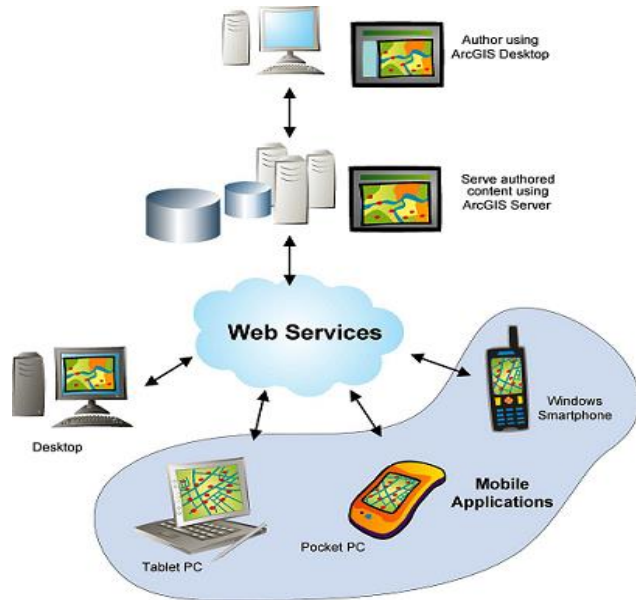 Author using
ArcGIS Desktop
Serve authored
content using
ArcGIS Server
Web Services
Desktop
Windows
Smartphone
Mobile
Applications
Pocket PC
Tablet PC